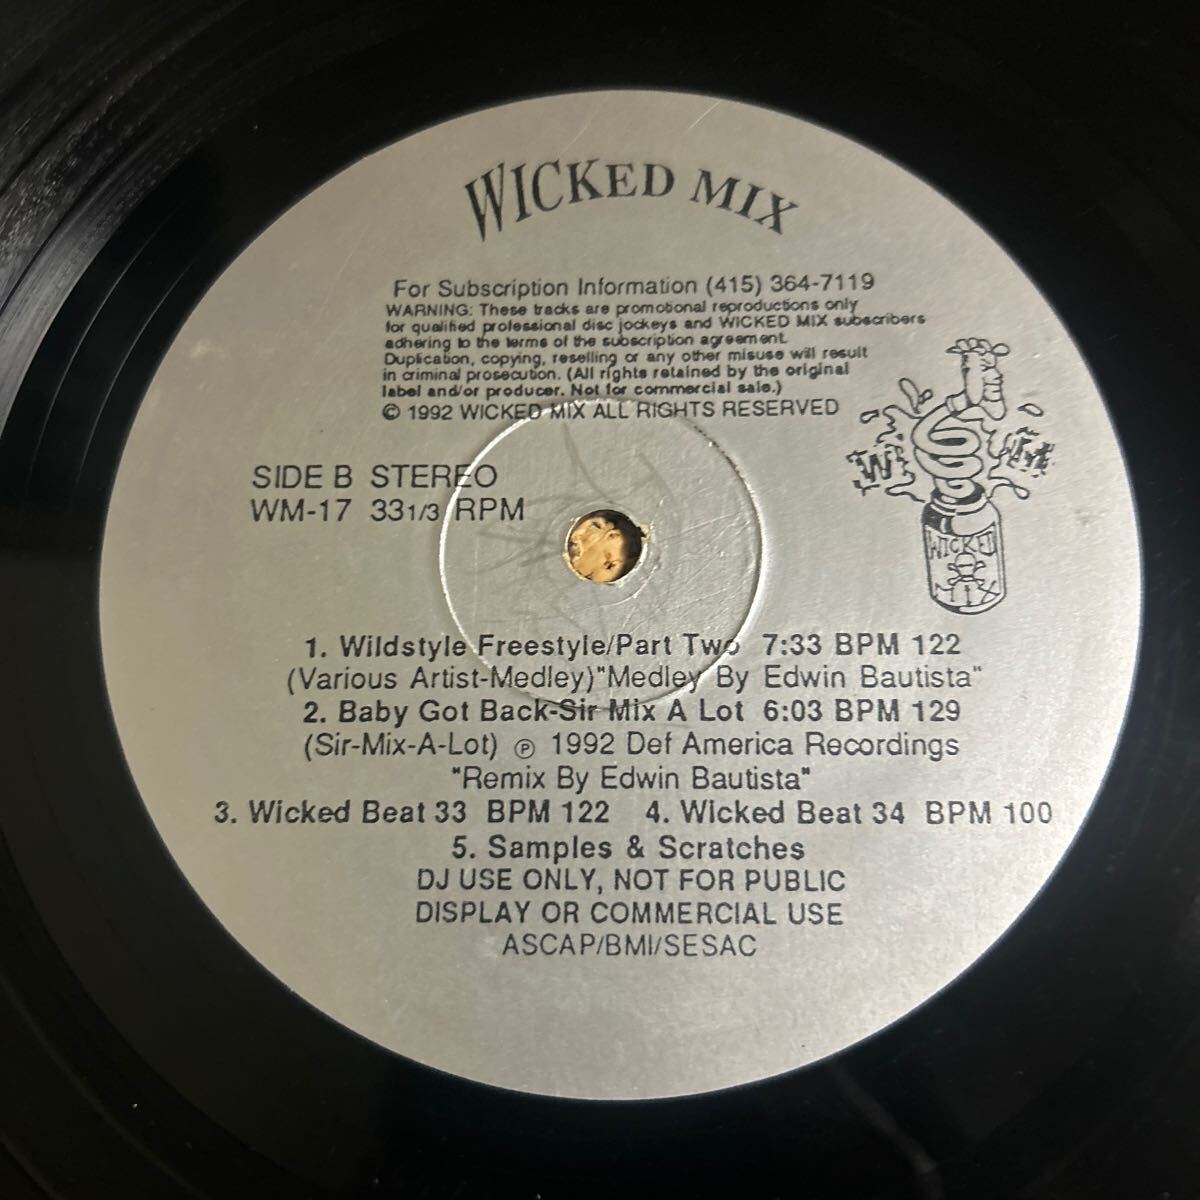 WICKED MIX
For Subscription Information (415) 364-7119
WARNING: These tracks are promotional reproductions only
for qualified professional disc jockeys and WICKED MIX subscribers
adhering to the terms of the subscription agreement.
Duplication, copying, reselling or any other misuse will result
in criminal prosecution. (All rights retained by the original
label and/or producer. Not for commercial sale.)
© 1992 WICKED MIX ALL RIGHTS RESERVED
W
WICKED
MIX
SIDE B STEREO
WM-17 33 1/3 RPM
1. Wildstyle Freestyle/Part Two 7:33 BPM 122
(Various Artist-Medley)"Medley By Edwin Bautista"
2. Baby Got Back-Sir Mix A Lot 6:03 BPM 129
(Sir-Mix-A-Lot) ℗ 1992 Def America Recordings
"Remix By Edwin Bautista"
3. Wicked Beat 33 BPM 122 4. Wicked Beat 34 BPM 100
5. Samples & Scratches
DJ USE ONLY, NOT FOR PUBLIC
DISPLAY OR COMMERCIAL USE
ASCAP/BMI/SESAC